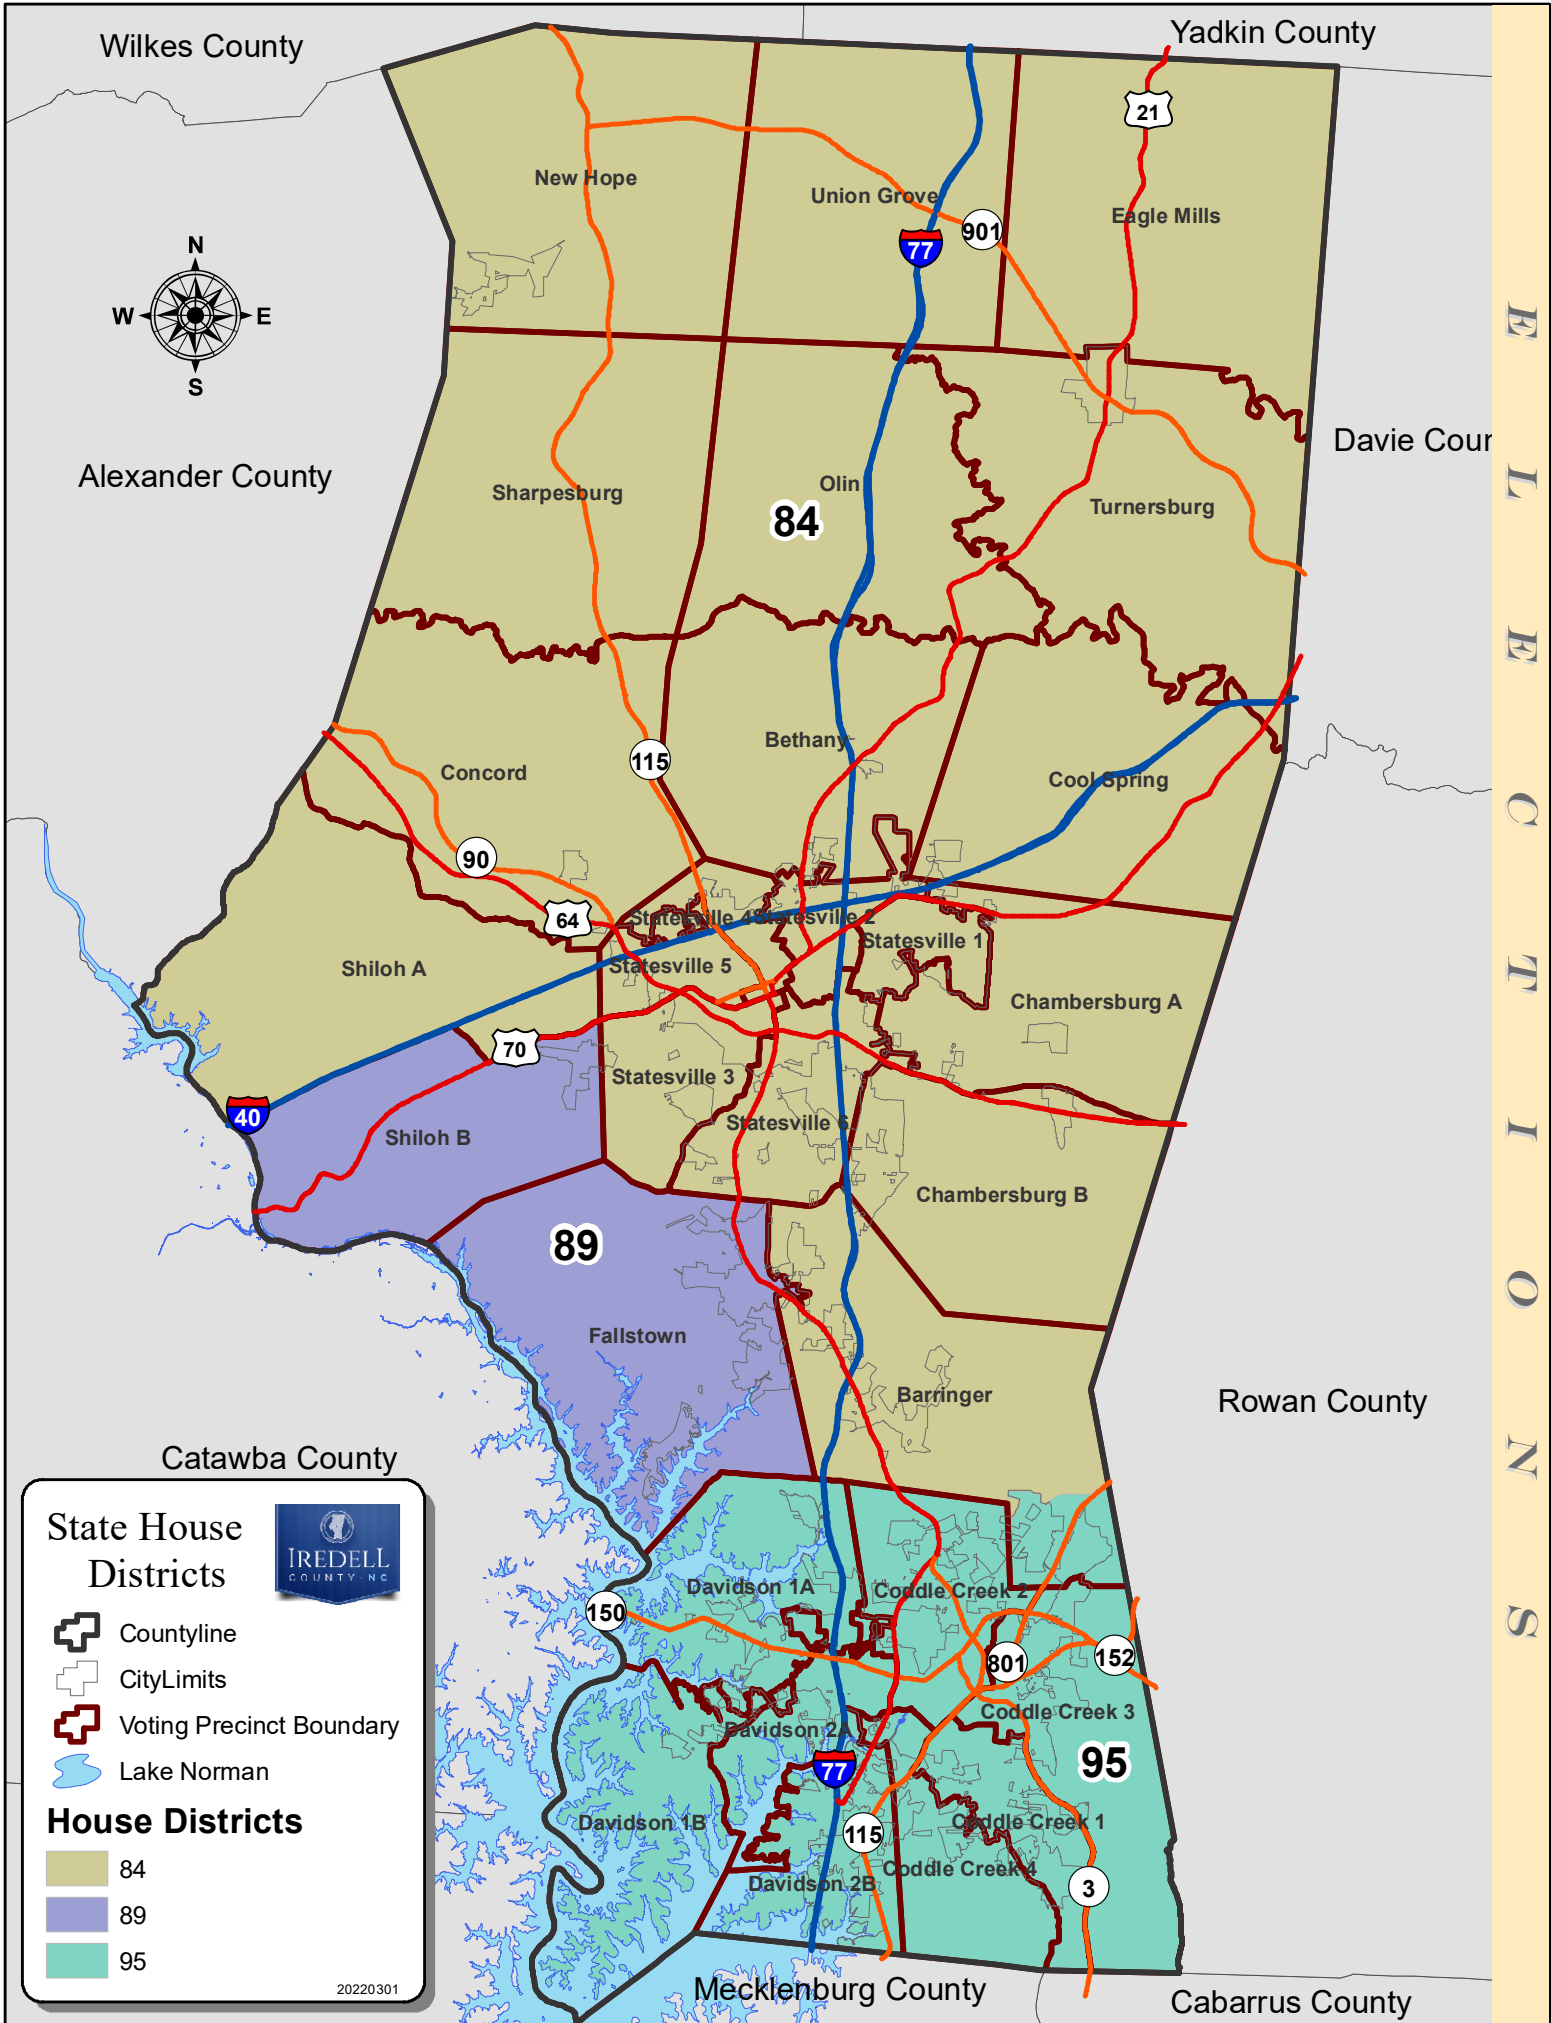 Wilkes County
Yadkin County
21
New Hope
Union Grove
Eagle Mills
901
77
N
W
E
S
Davie Cour
Alexander County
Sharpesburg
Olin
84
Turnersburg
Bethany
115
Concord
Cool Spring
90
64
Statesville 4
Statesville 2
Statesville 1
Shiloh A
Statesville 5
Chambersburg A
70
Statesville 3
40
Statesville 6
Shiloh B
Chambersburg B
89
Fallstown
Barringer
Rowan County
Catawba County
Davidson 1A
Coddle Creek 2
150
801
152
Coddle Creek 3
Davidson 2A
95
77
Davidson 1B
115
Coddle Creek 1
Coddle Creek 4
Davidson 2B
3
Mecklenburg County
Cabarrus County
State House
Districts
IREDELL
COUNTY NC
Countyline
CityLimits
Voting Precinct Boundary
Lake Norman
House Districts
84
89
95
20220301
ELECTIONS